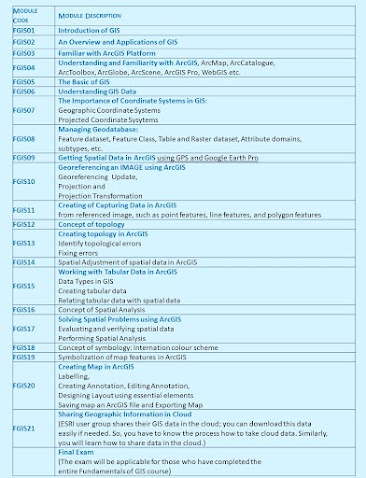 MODULE CODE MODULE DESCRIPTION
FGIS01 Introduction of GIS
FGIS02 An Overview and Applications of GIS
FGIS03 Familiar with ArcGIS Platform
FGIS04 Understanding and Familiarity with ArcGIS, ArcMap, ArcCatalogue,
ArcToolbox, ArcGlobe, ArcScene, ArcGIS Pro, WebGIS etc.
FGIS05 The Basic of GIS
FGIS06 Understanding GIS Data
FGIS07 The Importance of Coordinate Systems in GIS:
Geographic Coordinate Systems
Projected Coordinate Sysytems
FGIS08 Managing Geodatabase:
Feature dataset, Feature Class, Table and Raster dataset, Attribute domains,
subtypes, etc.
FGIS09 Getting Spatial Data in ArcGIS using GPS and Google Earth Pro
FGIS10 Georeferencing an IMAGE using ArcGIS
Georeferencing Update,
Projection and
Projection Transformation
FGIS11 Creating of Capturing Data in ArcGIS
from referenced image, such as point features, line features, and polygon features
FGIS12 Concept of topology
FGIS13 Creating topology in ArcGIS
Identify topological errors
Fixing errors
FGIS14 Spatial Adjustment of spatial data in ArcGIS
FGIS15 Working with Tabular Data in ArcGIS
Data Types in GIS
Creating tabular data
Relating tabular data with spatial data
FGIS16 Concept of Spatial Analysis
FGIS17 Solving Spatial Problems using ArcGIS
Evaluating and verifying spatial data
Performing Spatial Analysis
FGIS18 Concept of symbology: Internation colour scheme
FGIS19 Symbolization of map features in ArcGIS
FGIS20 Creating Map in ArcGIS
Labelling,
Creating Annotation, Editing Annotation,
Designing Layout using essential elements
Saving map an ArcGIS file and Exporting Map
FGIS21 Sharing Geographic Information in Cloud
(ESRI user group shares their GIS data in the cloud; you can download this data
easily if needed. So, you have to know the process how to take cloud data. Similarly,
you will learn how to share data in the cloud.)
Final Exam
(The exam will be applicable for those who have completed the
entire Fundamentals of GIS course)